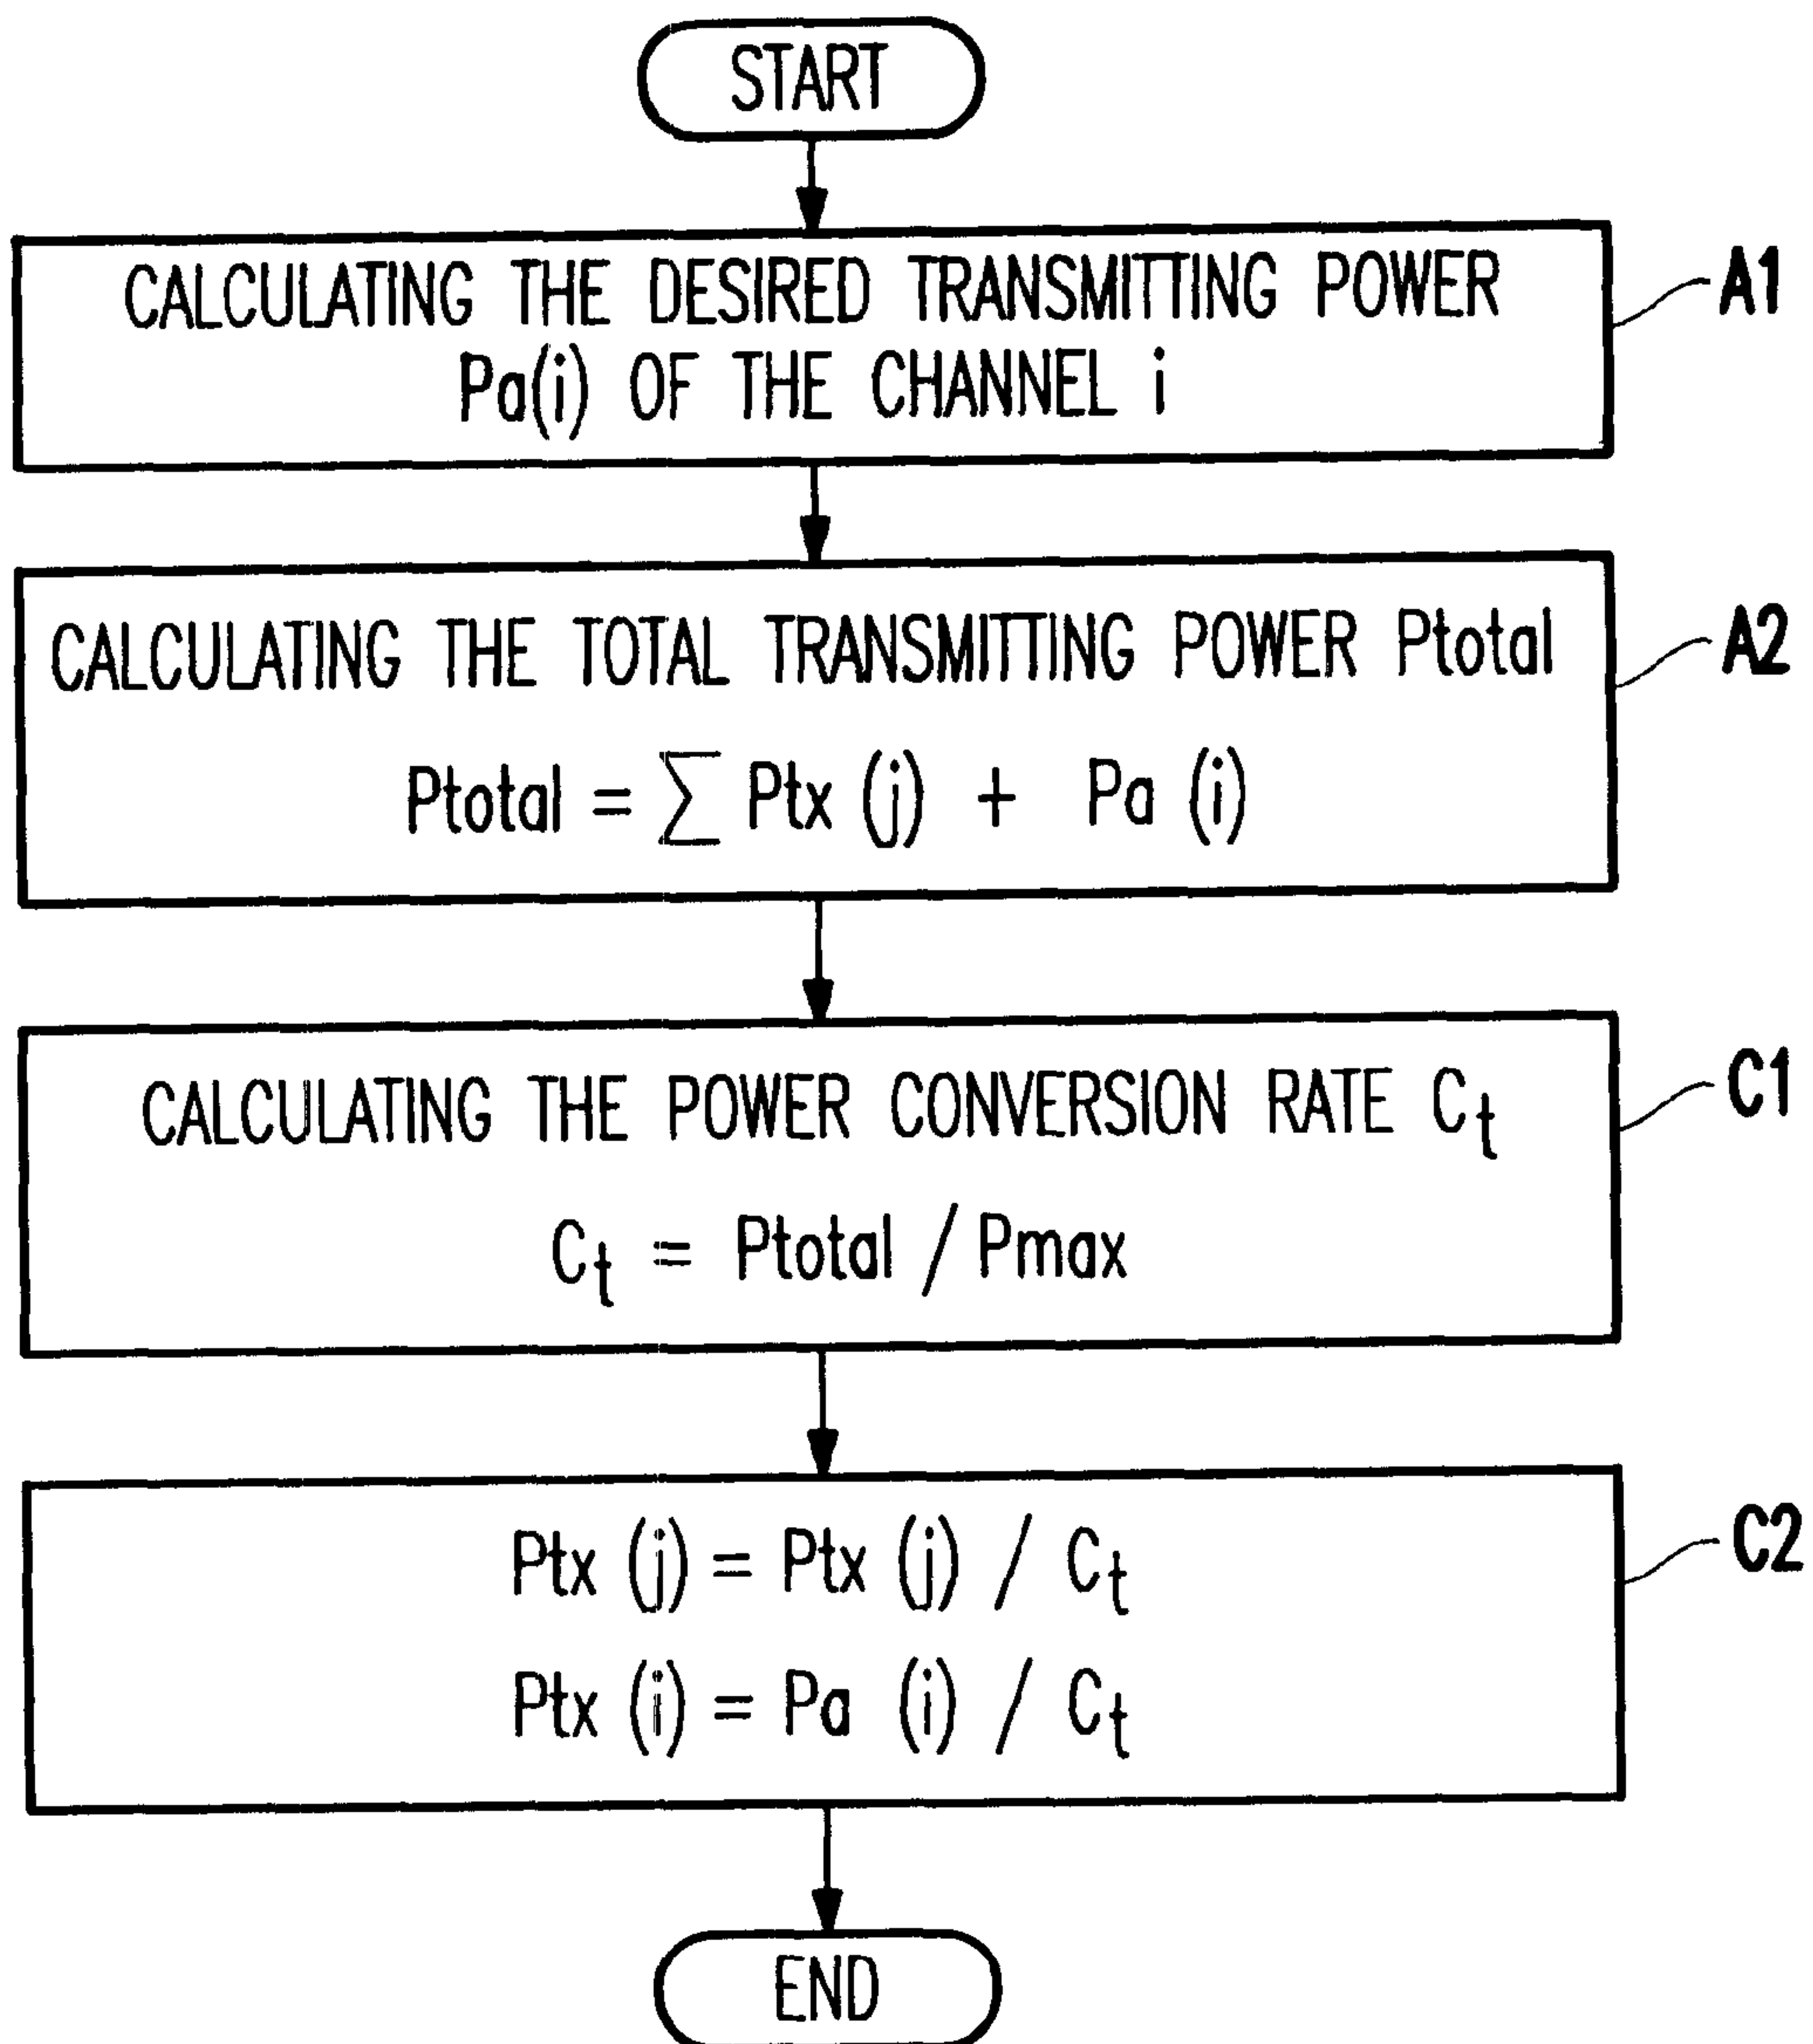 START
CALCULATING THE DESIRED TRANSMITTING POWER
Pa(i) OF THE CHANNEL i
A1
CALCULATING THE TOTAL TRANSMITTING POWER Ptotal
Ptotal = ∑ Ptx (j) + Pa (i)
A2
CALCULATING THE POWER CONVERSION RATE Ct
Ct = Ptotal / Pmax
C1
Ptx (j) = Ptx (j) / Ct
Ptx (i) = Pa (i) / Ct
C2
END